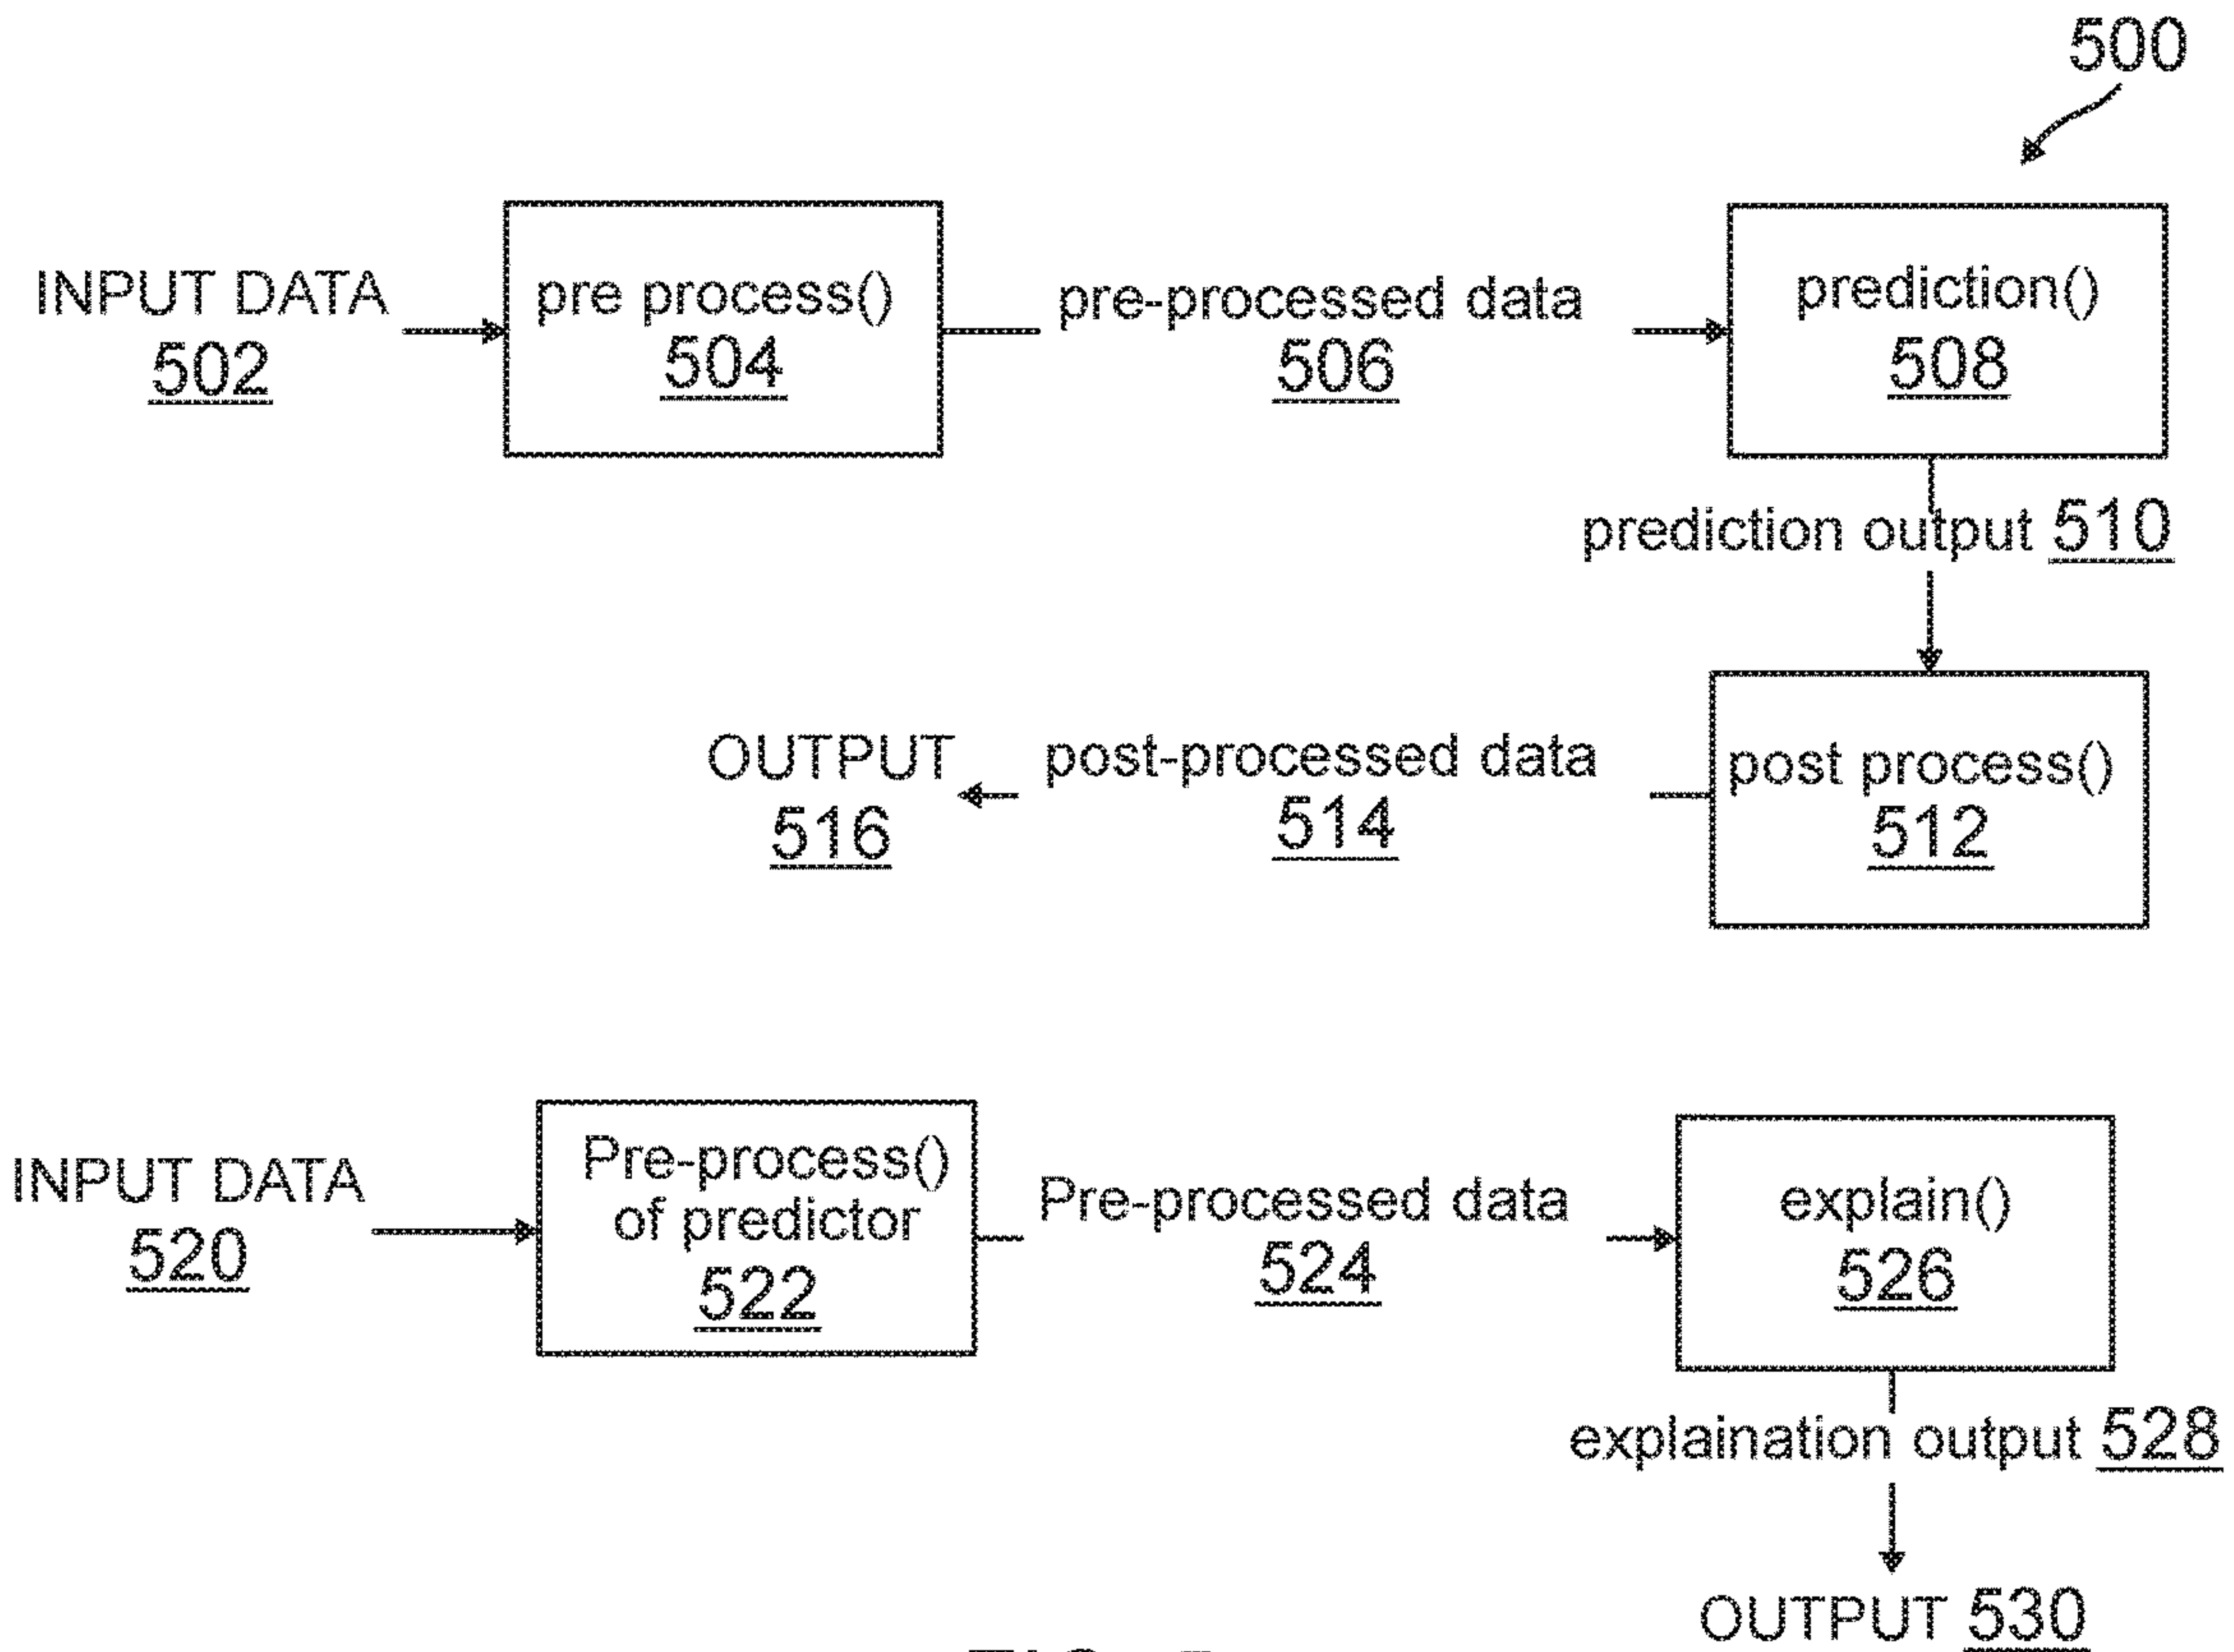 500
INPUT DATA
502
pre process()
504
pre-processed data
506
prediction()
508
prediction output 510
post process()
512
post-processed data
514
OUTPUT
516
INPUT DATA
520
Pre-process()
of predictor
522
Pre-processed data
524
explain()
526
explaination output 528
OUTPUT 530